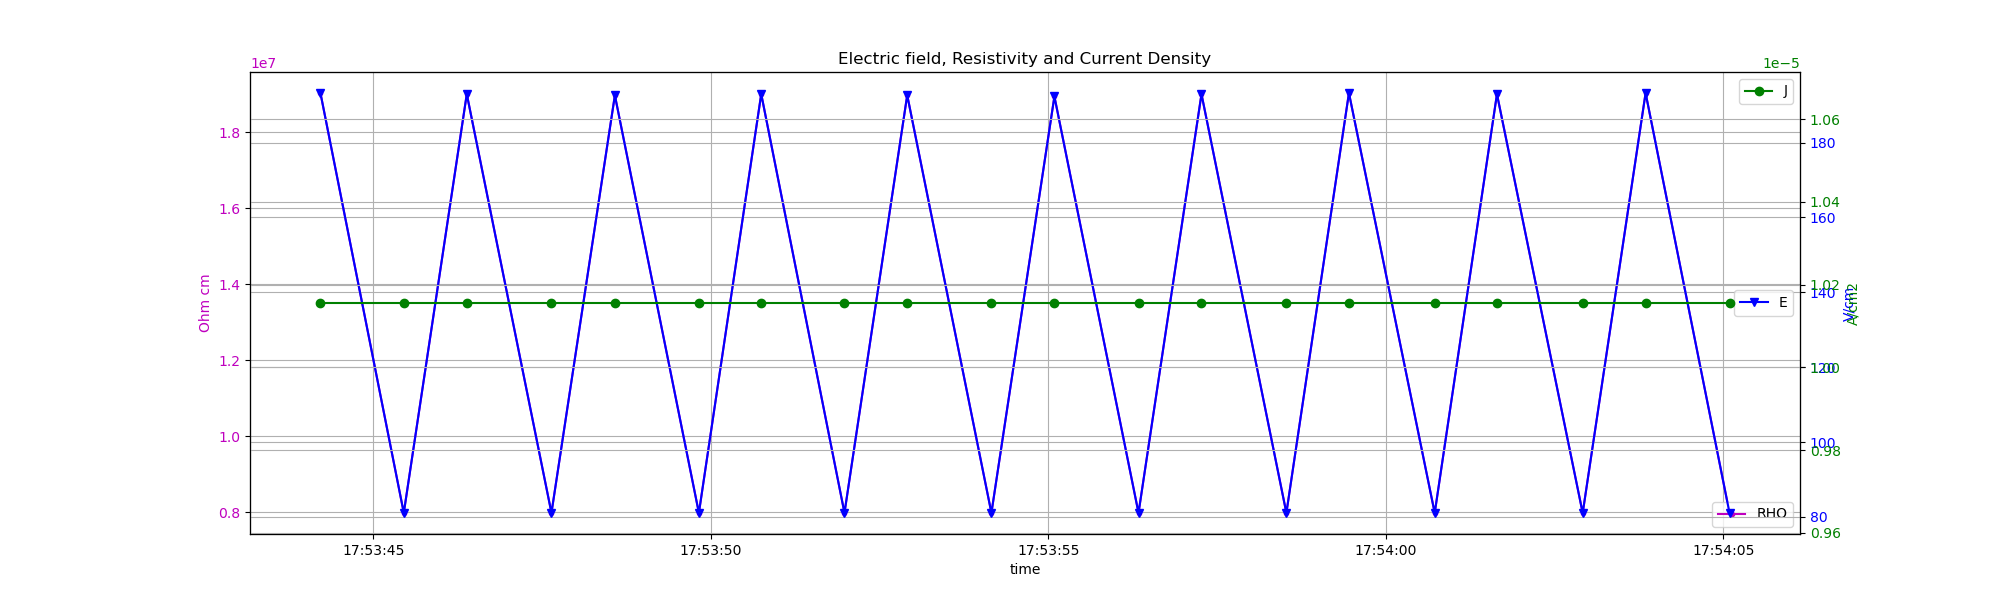 Electric field, Resistivity and Current Density
1e7
1e−5
J
1.8
1.6
1.4
1.2
1.0
0.8
Ohm cm
1.06
180
1.04
160
1.02
140
1.00
120
100
0.98
80
0.96
V/cm
A/cm2
E
RHO
17:53:45
17:53:50
17:53:55
17:54:00
17:54:05
time